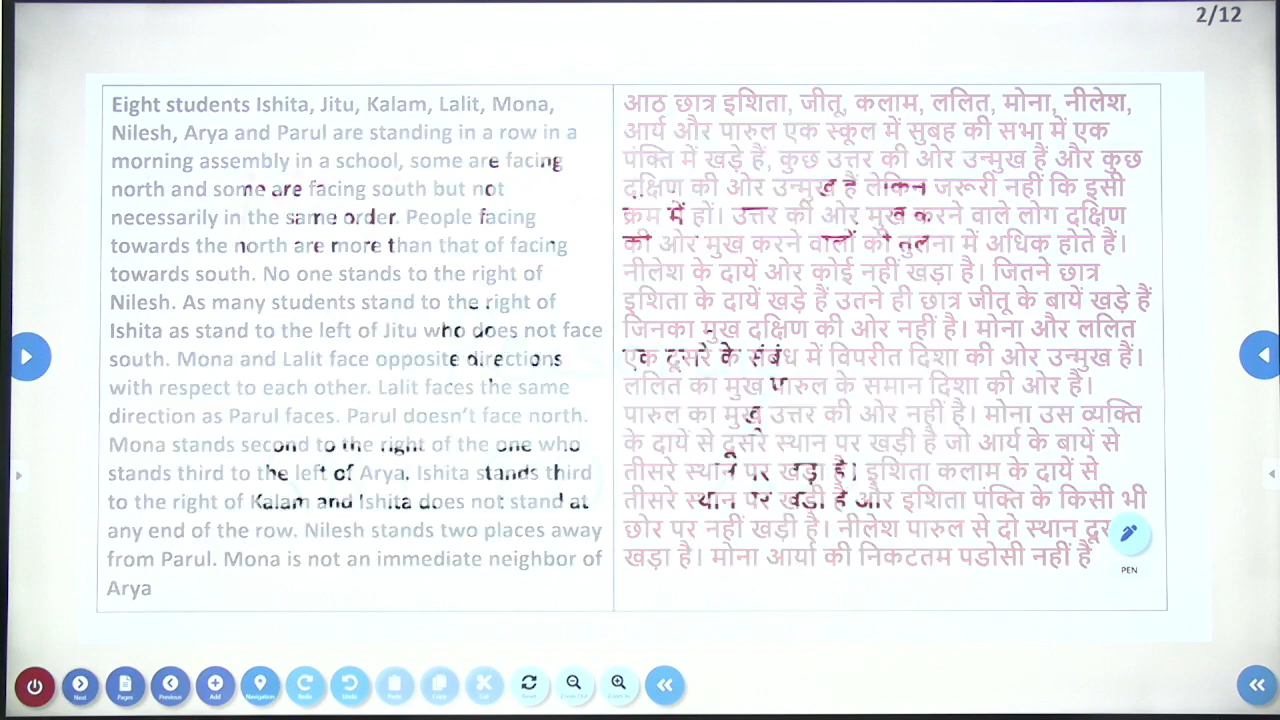 2/12
Eight students Ishita, Jitu, Kalam, Lalit, Mona,
Nilesh, Arya and Parul are standing in a row in a
morning assembly in a school, some are facing
north and some are facing south but not
necessarily in the same order. People facing
towards the north are more than that of facing
towards south. No one stands to the right of
Nilesh. As many students stand to the right of
Ishita as stand to the left of Jitu who does not face
south. Mona and Lalit face opposite directions
with respect to each other. Lalit faces the same
direction as Parul faces. Parul doesn't face north.
Mona stands second to the right of the one who
stands third to the left of Arya. Ishita stands third
to the right of Kalam and Ishita does not stand at
any end of the row. Nilesh stands two places away
from Parul. Mona is not an immediate neighbor of
Arya
आठ छात्र इशिता, जीतू, कलाम, ललित, मोना, नीलेश,
आर्य और पारुल एक स्कूल में सुबह की सभा में एक
पंक्ति में खड़े हैं, कुछ उत्तर की ओर उन्मुख हैं और कुछ
दक्षिण की ओर उन्मुख हैं लेकिन जरूरी नहीं कि इसी
क्रम में हों। उत्तर की ओर मुख करने वाले लोग दक्षिण
की ओर मुख करने वालों की तुलना में अधिक होते हैं।
नीलेश के दायें ओर कोई नहीं खड़ा है। जितने छात्र
इशिता के दायें खड़े हैं उतने ही छात्र जीतू के बायें खड़े हैं
जिनका मुख दक्षिण की ओर नहीं है। मोना और ललित
एक दूसरे के संबंध में विपरीत दिशा की ओर उन्मुख हैं।
ललित का मुख पारुल के समान दिशा की ओर है।
पारुल का मुख उत्तर की ओर नहीं है। मोना उस व्यक्ति
के दायें से दूसरे स्थान पर खड़ी है जो आर्य के बायें से
तीसरे स्थान पर खड़ा है। इशिता कलाम के दायें से
तीसरे स्थान पर खड़ी है और इशिता पंक्ति के किसी भी
छोर पर नहीं खड़ी है। नीलेश पारुल से दो स्थान दूर
खड़ा है। मोना आर्या की निकटतम पडोसी नहीं है
PEN
Next
Pages
Previous
Add
Navigation
Redo
Undo